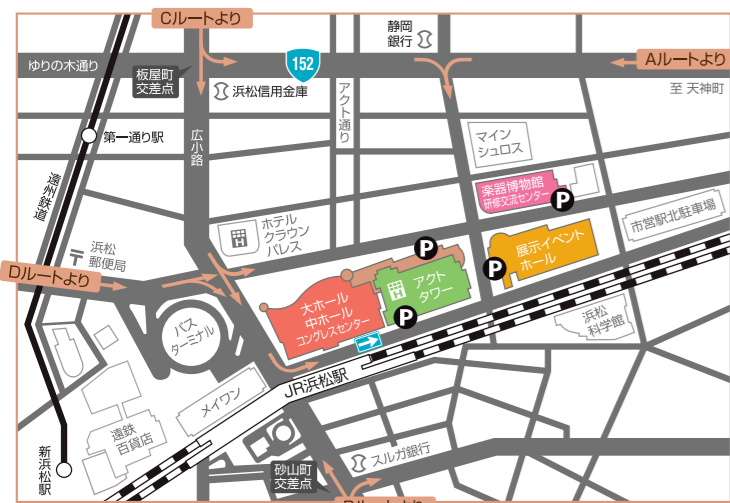 Cルートより
静岡
銀行
152
Aルートより
ゆりの木通り
板屋町
交差点
浜松信用金庫
至 天神町
アクト通り
第一通り駅
広小路
マイン
シュロス
遠州鉄道
楽器博物館
研修交流センター
P
市営駅北駐車場
ホテル
クラウン
パレス
浜松
郵便局
P
展示イベント
ホール
P
Dルートより
アクト
タワー
大ホール
中ホール
コングレスセンター
P
バス
ターミナル
浜松
科学館
JR浜松駅
メイワン
遠鉄
百貨店
新浜松駅
スルガ銀行
砂山町
交差点